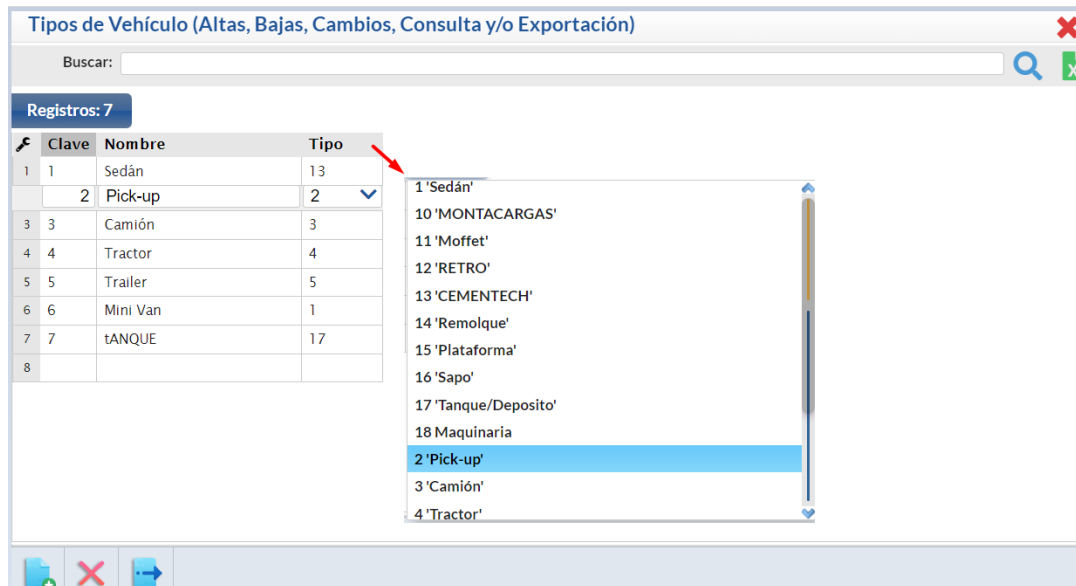 Tipos de Vehículo (Altas, Bajas, Cambios, Consulta y/o Exportación)
Buscar:
Registros: 7
Clave Nombre Tipo
1 1 Sedán 13
2 Pick-up 2
3 3 Camión 3
4 4 Tractor 4
5 5 Trailer 5
6 6 Mini Van 1
7 7 tANQUE 17
8
1 'Sedán'
10 'MONTACARGAS'
11 'Moffet'
12 'RETRO'
13 'CEMENTECH'
14 'Remolque'
15 'Plataforma'
16 'Sapo'
17 'Tanque/Deposito'
18 Maquinaria
2 'Pick-up'
3 'Camión'
4 'Tractor'